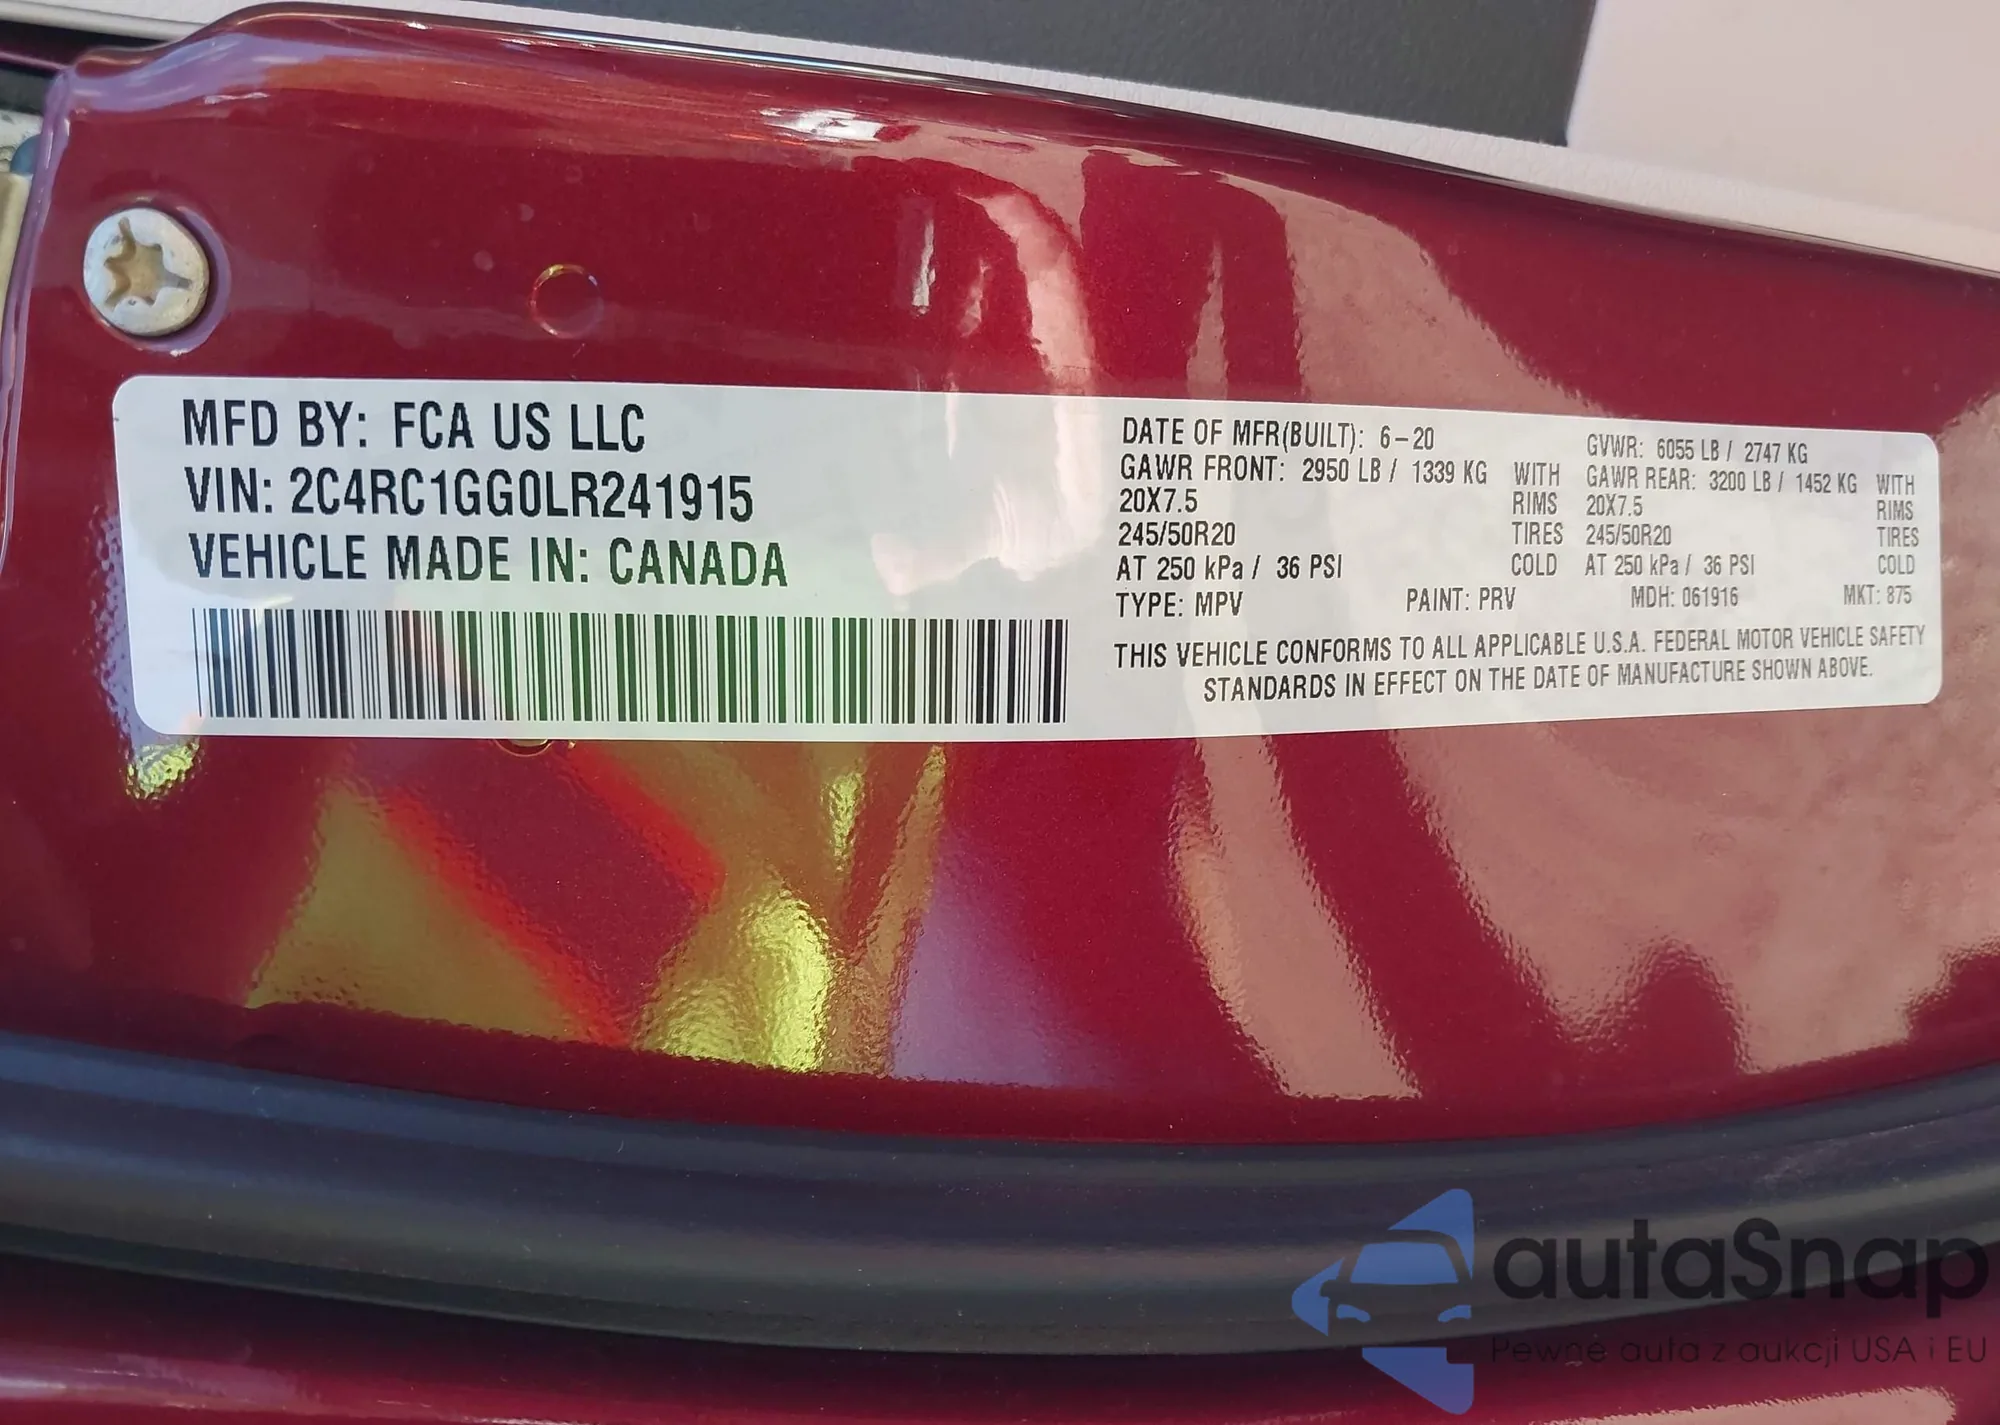 MFD BY: FCA US LLC
VIN: 2C4RC1GG0LR241915
VEHICLE MADE IN: CANADA
DATE OF MFR(BUILT): 6-20
GVWR: 6055 LB / 2747 KG
GAWR FRONT: 2950 LB / 1339 KG WITH
20X7.5 RIMS
245/50R20 TIRES
AT 250 kPa / 36 PSI COLD
GAWR REAR: 3200 LB / 1452 KG WITH
20X7.5 RIMS
245/50R20 TIRES
AT 250 kPa / 36 PSI COLD
TYPE: MPV PAINT: PRV MDH: 061916 MKT: 875
THIS VEHICLE CONFORMS TO ALL APPLICABLE U.S.A. FEDERAL MOTOR VEHICLE SAFETY
STANDARDS IN EFFECT ON THE DATE OF MANUFACTURE SHOWN ABOVE.
autaSnap
Pewne auta z aukcji USA i EU